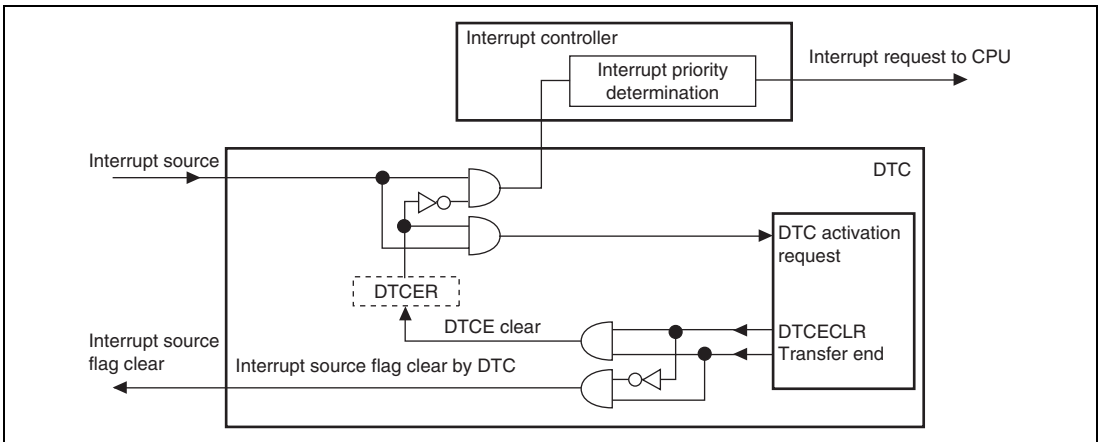 Interrupt controller
Interrupt priority
determination
Interrupt request to CPU
Interrupt source
DTC
DTC activation
request
DTCER
DTCE clear
DTCECLR
Transfer end
Interrupt source
flag clear
Interrupt source flag clear by DTC